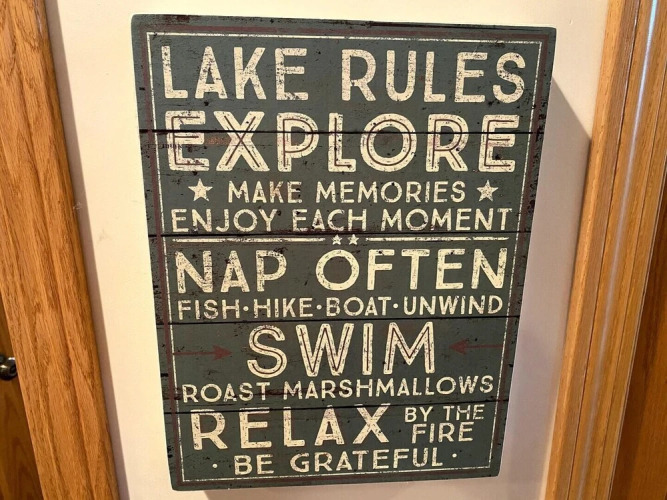 LAKE RULES
EXPLORE
MAKE MEMORIES
ENJOY EACH MOMENT
NAP OFTEN
FISH·HIKE·BOAT·UNWIND
SWIM
ROAST MARSHMALLOWS
RELAX BY THE FIRE
· BE GRATEFUL ·